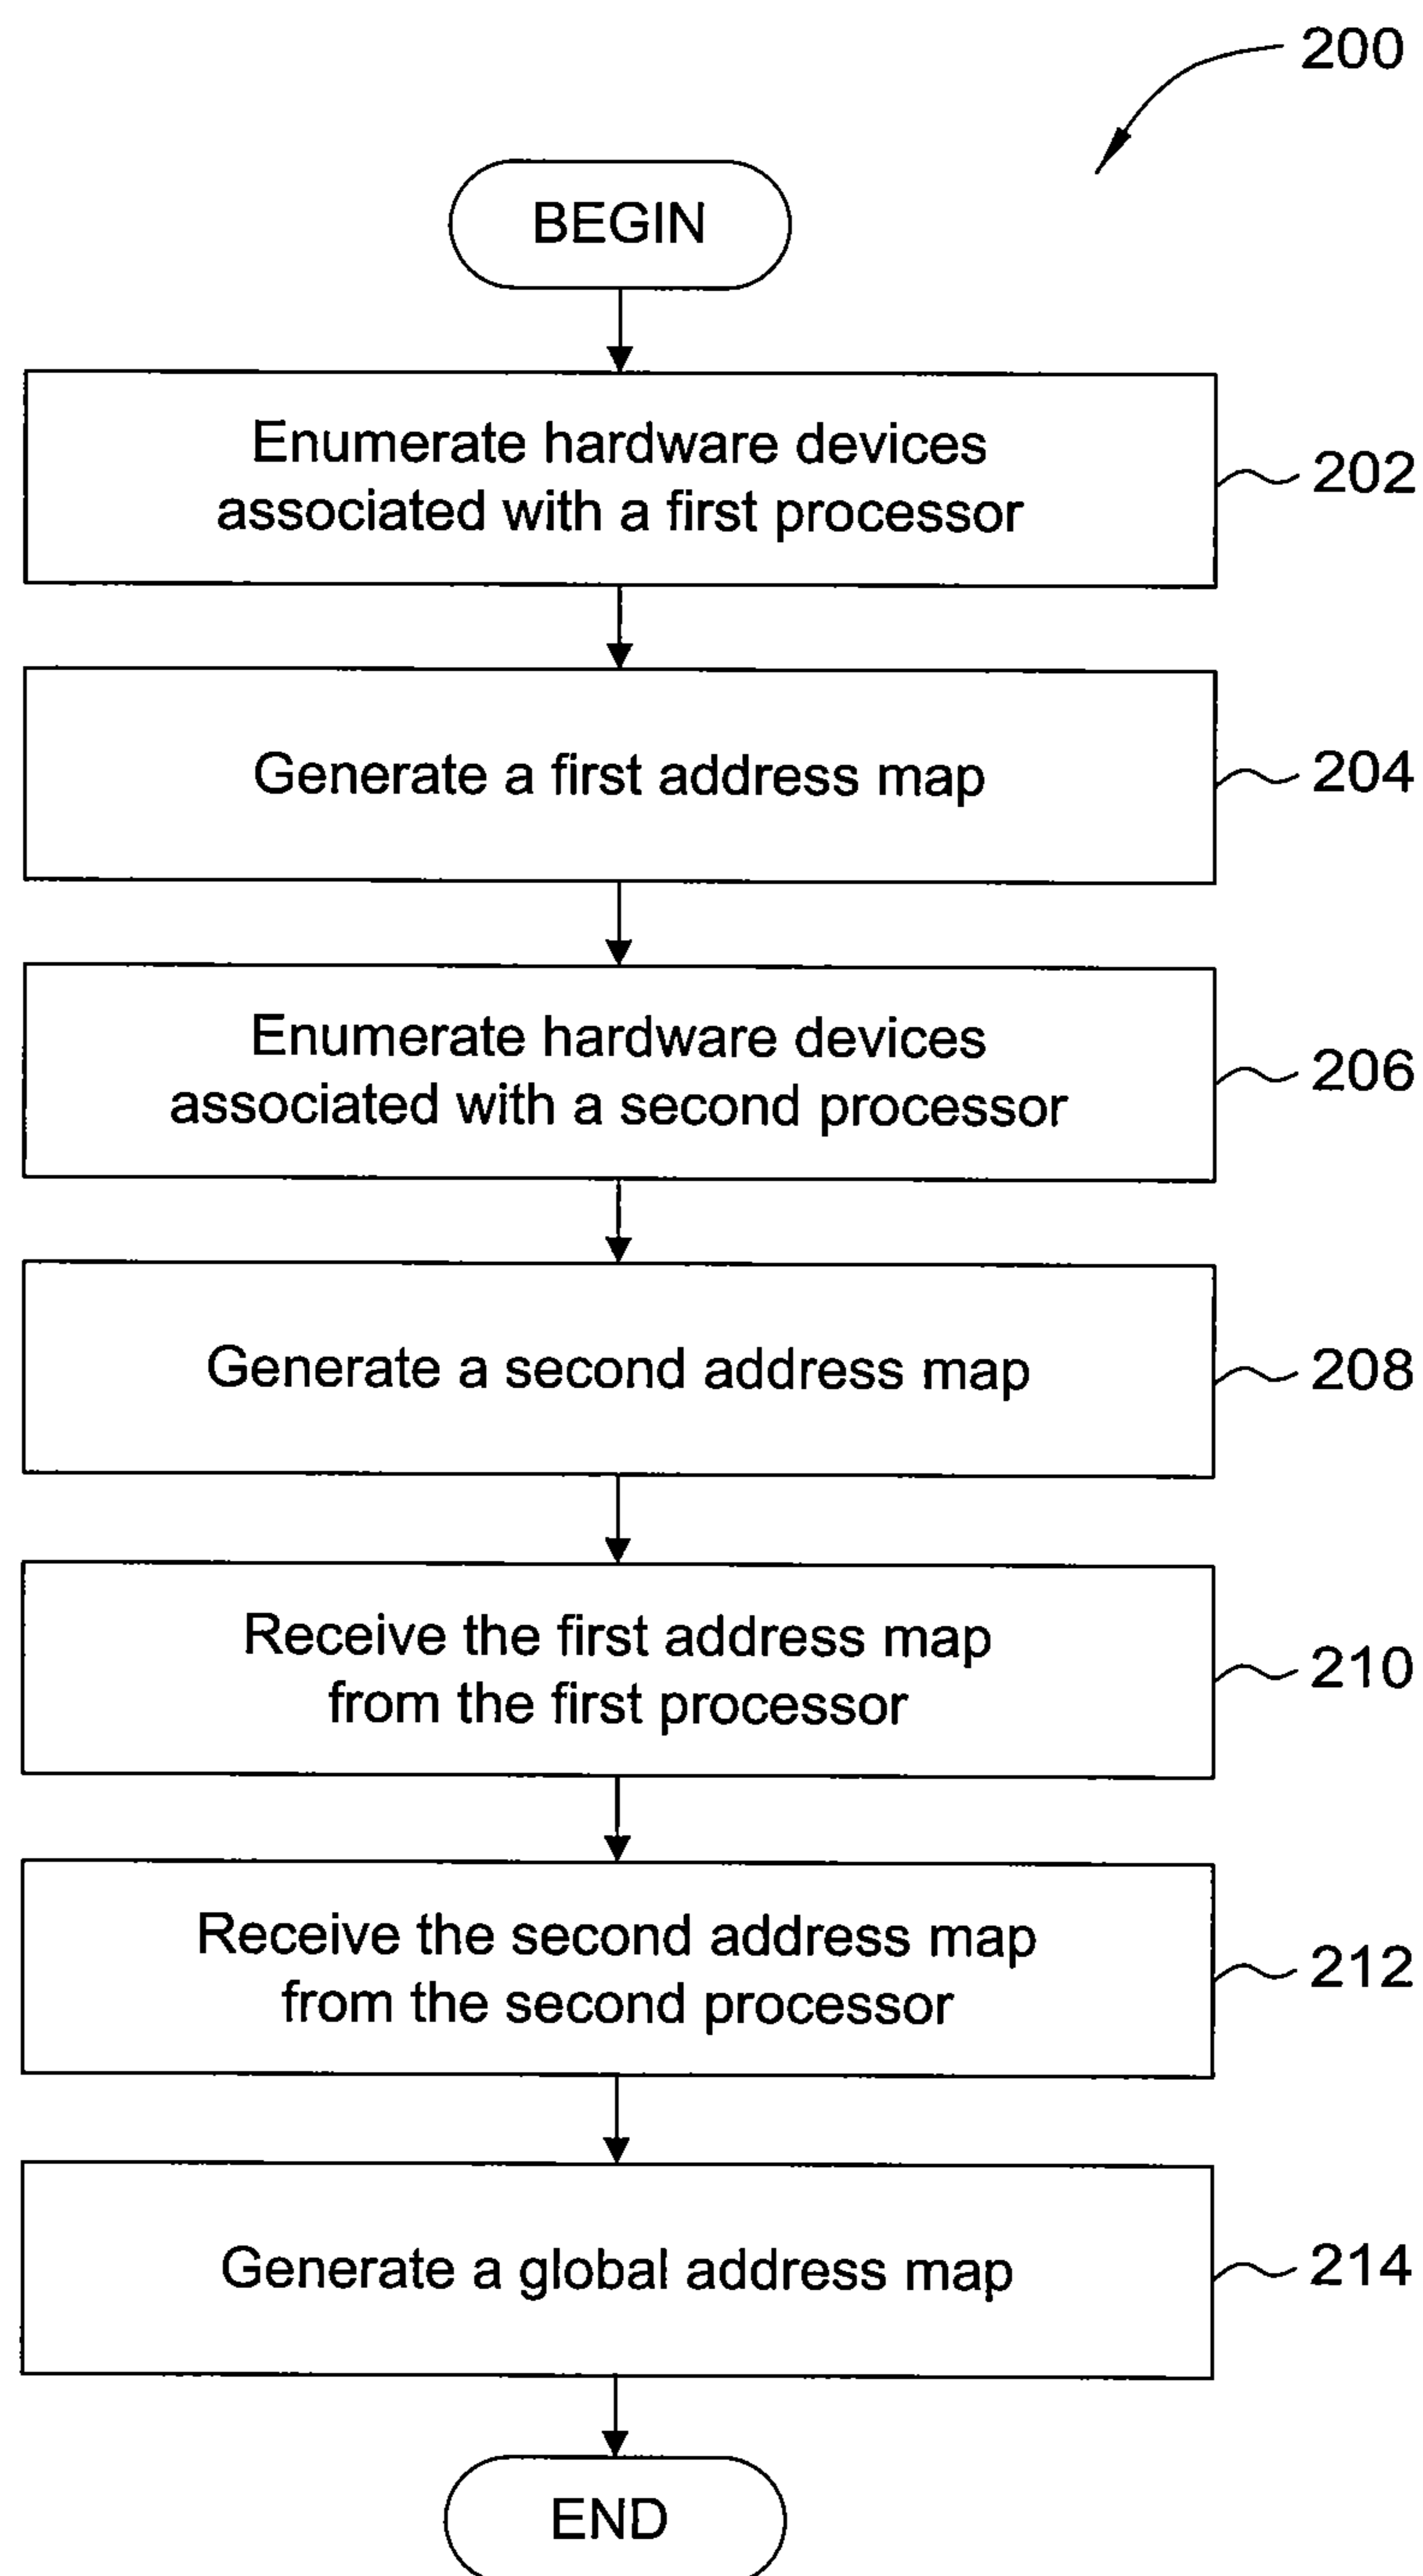 200
BEGIN
Enumerate hardware devices
associated with a first processor
202
Generate a first address map
204
Enumerate hardware devices
associated with a second processor
206
Generate a second address map
208
Receive the first address map
from the first processor
210
Receive the second address map
from the second processor
212
Generate a global address map
214
END